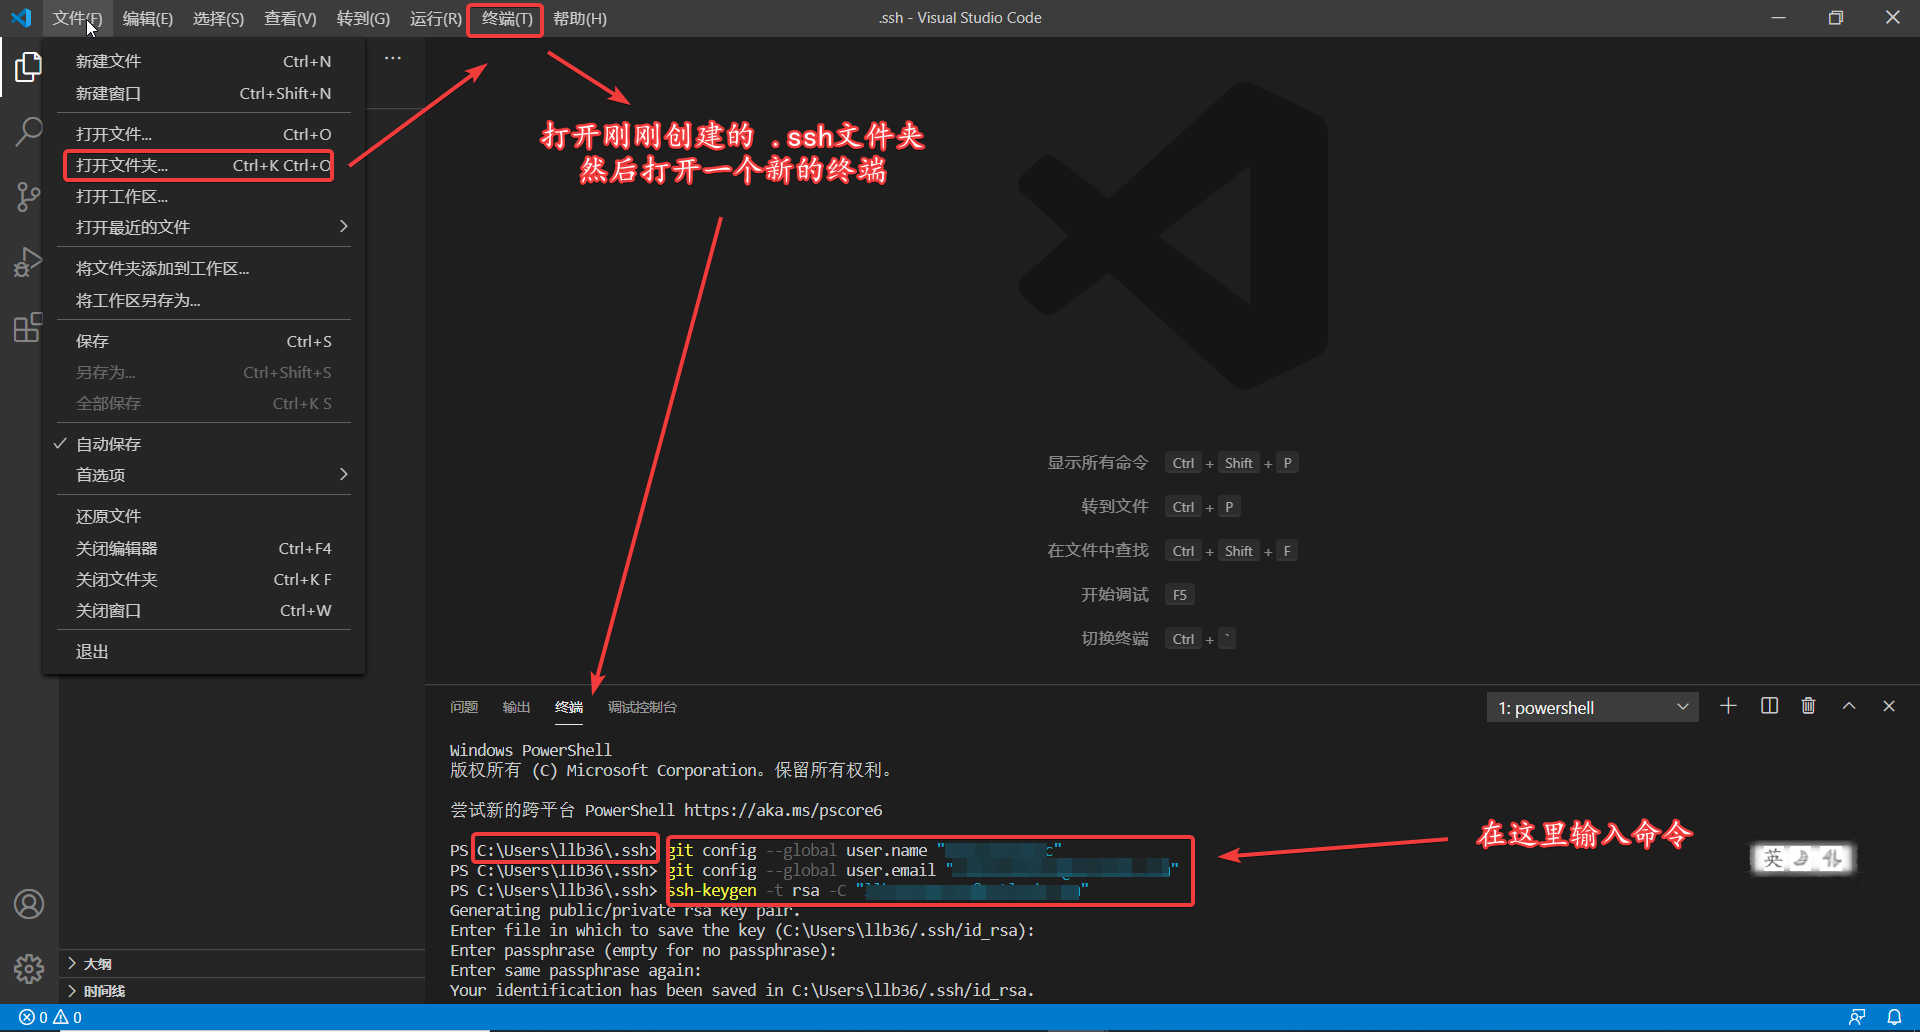 文件(F) 编辑(E) 选择(S) 查看(V) 转到(G) 运行(R) 终端(T) 帮助(H)
.ssh - Visual Studio Code
新建文件 Ctrl+N
新建窗口 Ctrl+Shift+N
打开文件... Ctrl+O
打开文件夹... Ctrl+K Ctrl+O
打开工作区...
打开最近的文件
将文件夹添加到工作区...
将工作区另存为...
保存 Ctrl+S
另存为... Ctrl+Shift+S
全部保存 Ctrl+K S
自动保存
首选项
还原文件
关闭编辑器 Ctrl+F4
关闭文件夹 Ctrl+K F
关闭窗口 Ctrl+W
退出
打开刚刚创建的 .ssh文件夹
然后打开一个新的终端
显示所有命令 Ctrl + Shift + P
转到文件 Ctrl + P
在文件中查找 Ctrl + Shift + F
开始调试 F5
切换终端 Ctrl + `
问题 输出 终端 调试控制台
1: powershell
Windows PowerShell
版权所有 (C) Microsoft Corporation。保留所有权利。
尝试新的跨平台 PowerShell https://aka.ms/pscore6
PS C:\Users\llb36\.ssh> git config --global user.name "
PS C:\Users\llb36\.ssh> git config --global user.email "
PS C:\Users\llb36\.ssh> ssh-keygen -t rsa -C "
Generating public/private rsa key pair.
Enter file in which to save the key (C:\Users\llb36/.ssh/id_rsa):
Enter passphrase (empty for no passphrase):
Enter same passphrase again:
Your identification has been saved in C:\Users\llb36/.ssh/id_rsa.
在这里输入命令
英
大纲
时间线
0 0